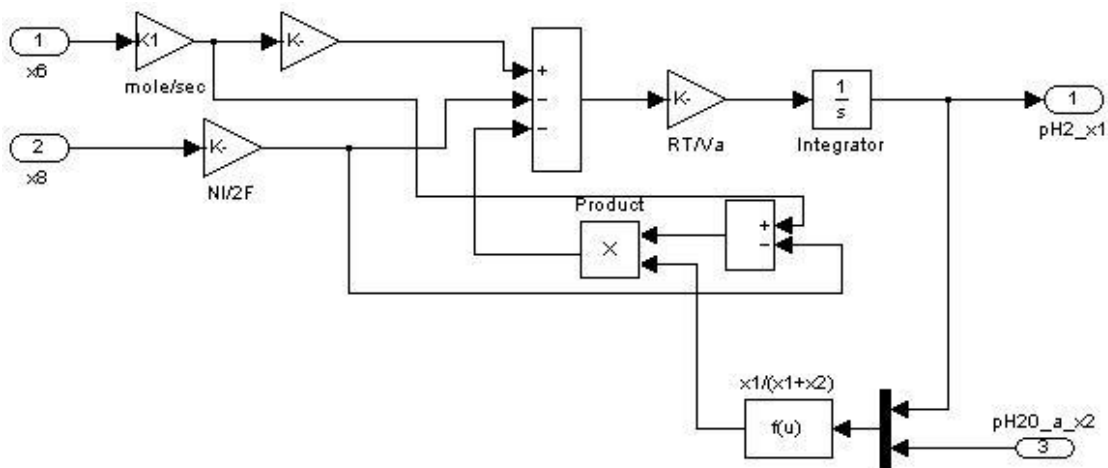 1
x6
K1
mole/sec
K-
2
x8
K-
NI/2F
+
−
−
K-
RT/Va
1
s
Integrator
1
pH2_x1
Product
×
+
−
x1/(x1+x2)
f(u)
pH20_a_x2
3